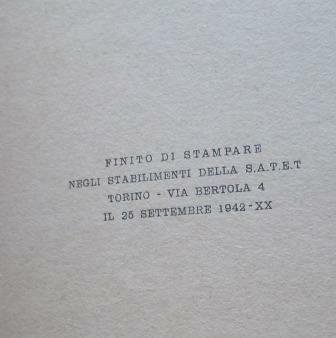 FINITO DI STAMPARE
NEGLI STABILIMENTI DELLA S.A.T.E.T
TORINO - VIA BERTOLA 4
IL 25 SETTEMBRE 1942-XX